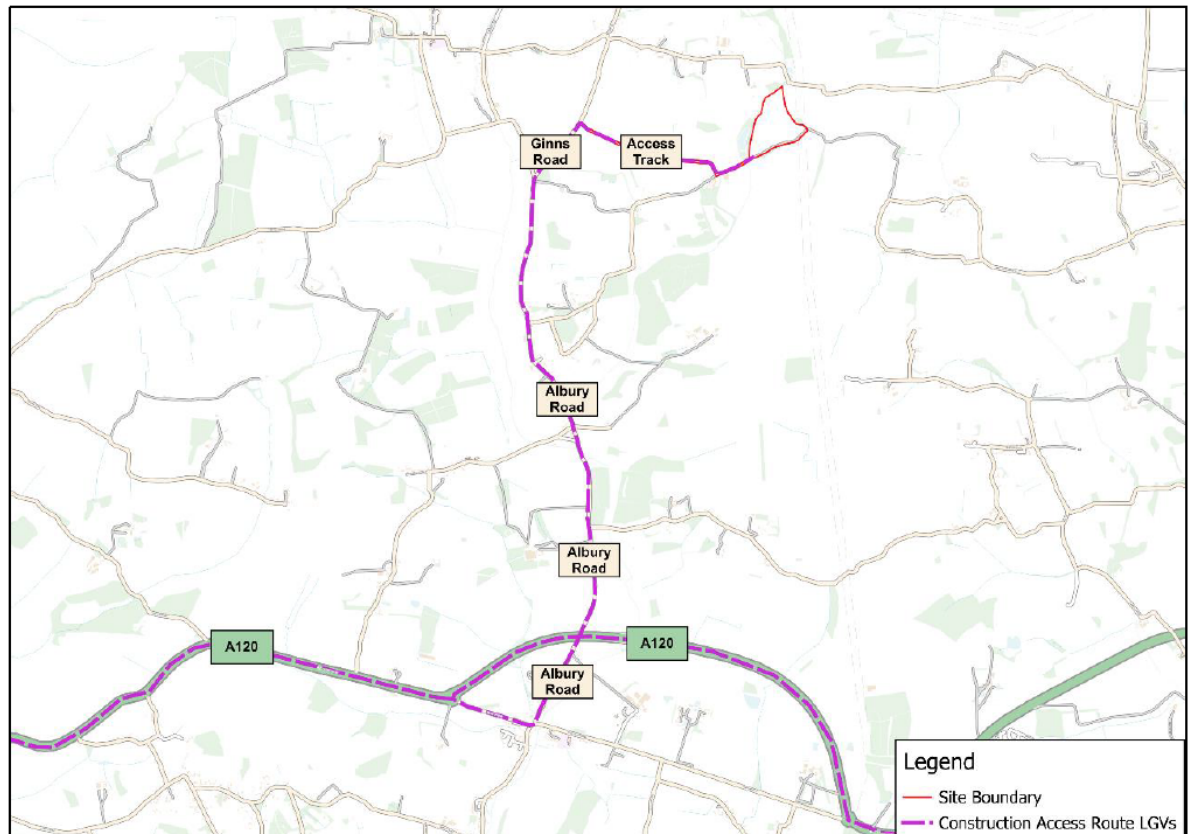 Ginns
Road
Access
Track
Albury
Road
Albury
Road
A120
A120
Albury
Road
Legend
Site Boundary
Construction Access Route LGVs